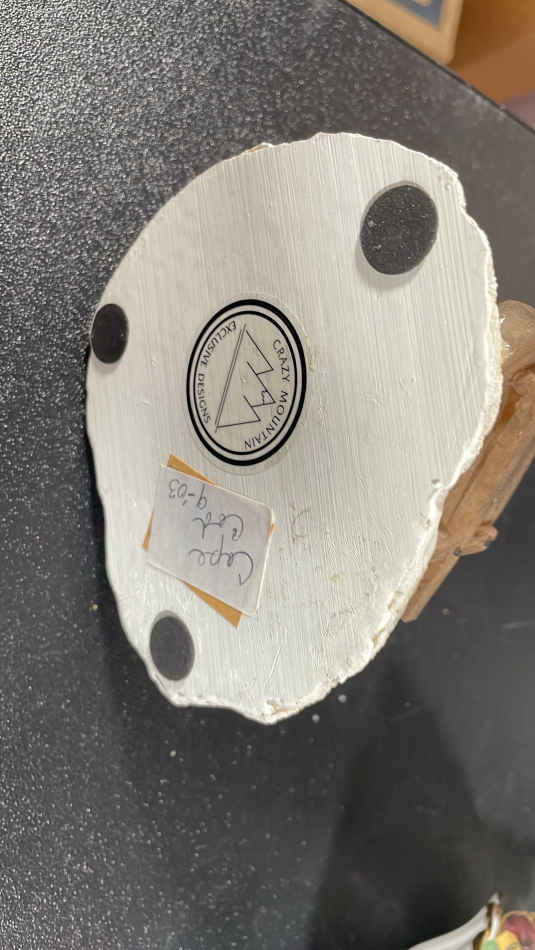 CRAZY MOUNTAIN
EXCLUSIVE DESIGNS
Cape
Cod
9-03